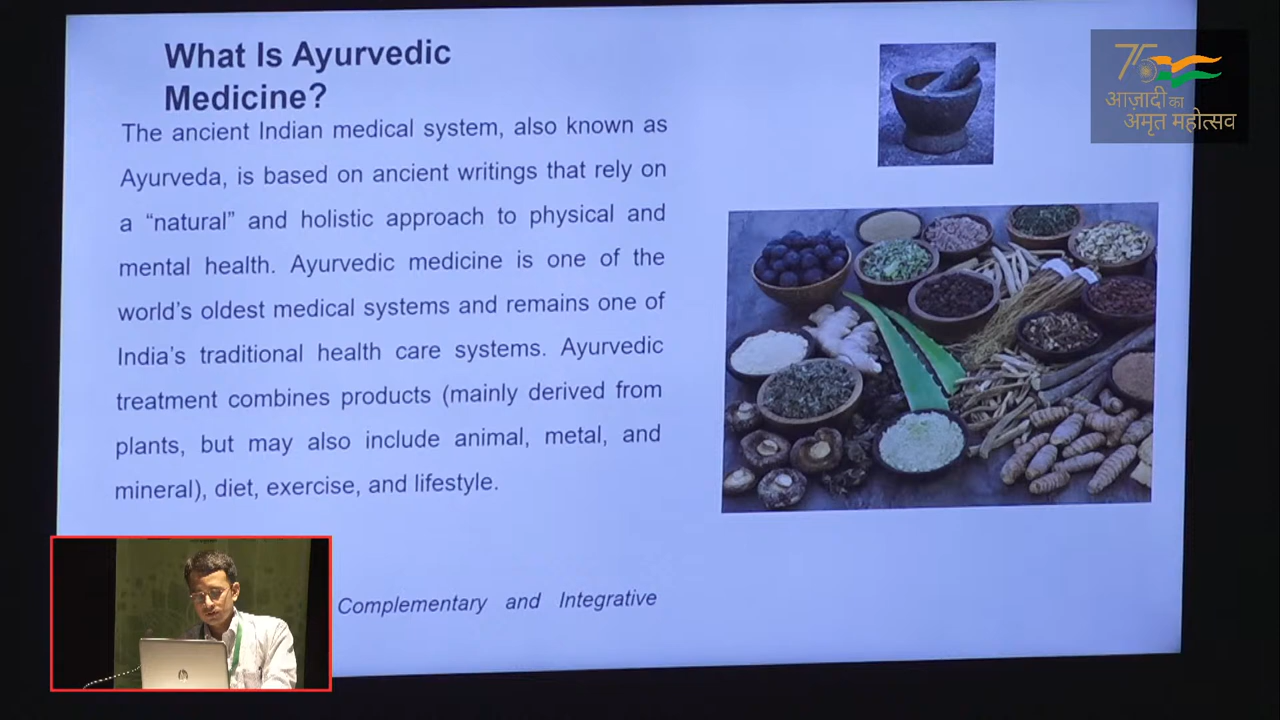 What Is Ayurvedic
Medicine?
The ancient Indian medical system, also known as
Ayurveda, is based on ancient writings that rely on
a “natural” and holistic approach to physical and
mental health. Ayurvedic medicine is one of the
world’s oldest medical systems and remains one of
India’s traditional health care systems. Ayurvedic
treatment combines products (mainly derived from
plants, but may also include animal, metal, and
mineral), diet, exercise, and lifestyle.
Complementary and Integrative
75
आज़ादी का
अमृत महोत्सव
hp